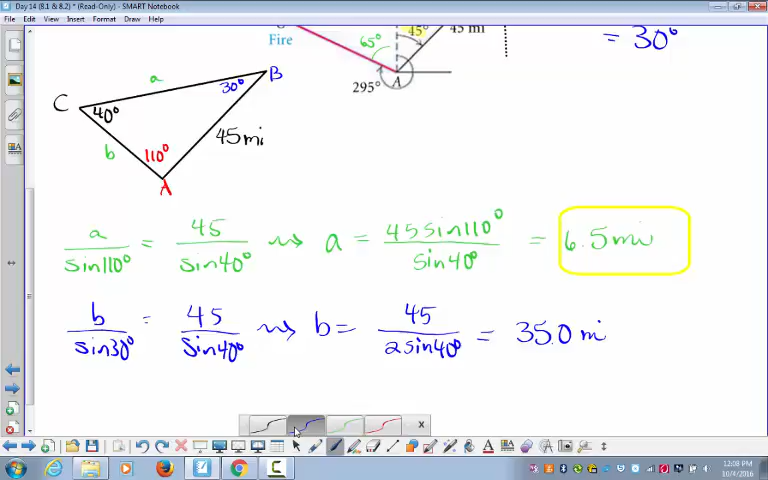 Day 14 (8.1 & 8.2) * [Read-Only] - SMART Notebook
File Edit View Insert Format Tools Draw Help
Fire 65° 45° 45 mi = 30°
295° A
C a 30° B
40°
b 110° 45mi
A
a/sin110° = 45/sin40° ⇝ a = 45sin110°/sin40° = 6.5mi
b/sin30° = 45/sin40° ⇝ b = 45/2sin40° = 35.0 mi
12:08 PM
10/4/2016